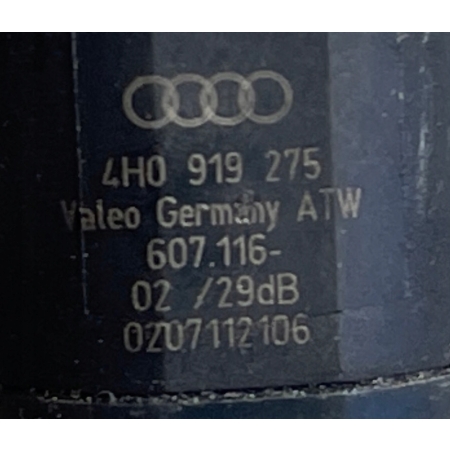 4H0 919 275
Valeo Germany ATW
607.116-
02 /29dB
0207112106